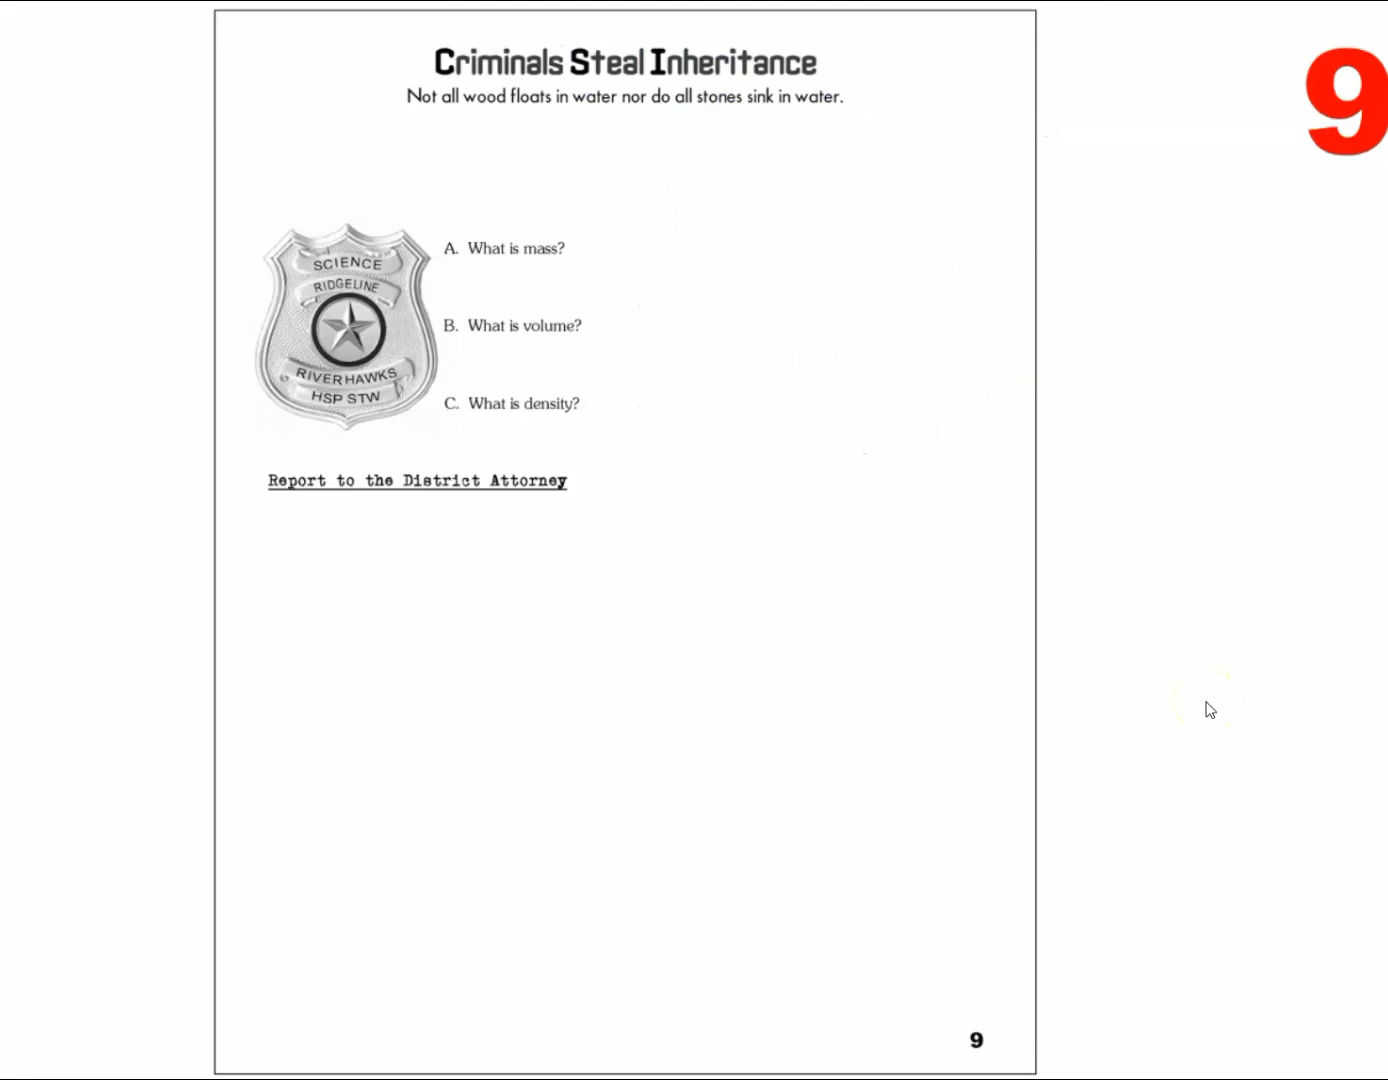 Criminals Steal Inheritance
Not all wood floats in water nor do all stones sink in water.
9
SCIENCE
RIDGELINE
RIVERHAWKS
HSP STW
A. What is mass?
B. What is volume?
C. What is density?
Report to the District Attorney
9